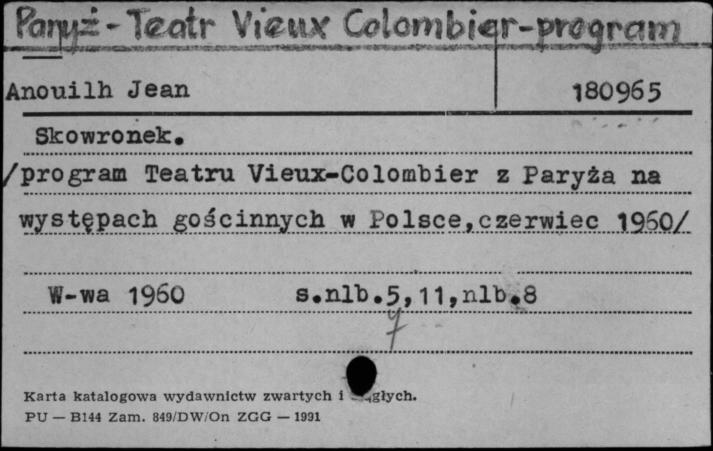 Paryż-Teatr Vieux Colombier-program
Anouilh Jean 180965
Skowronek.
/program Teatru Vieux-Colombier z Paryża na
występach gościnnych w Polsce,czerwiec 1960/
W-wa 1960 s.nlb.5,11,nlb.8
7
Karta katalogowa wydawnictw zwartych i
PU — B144 Zam. 849/DW/On ZGG — 1991